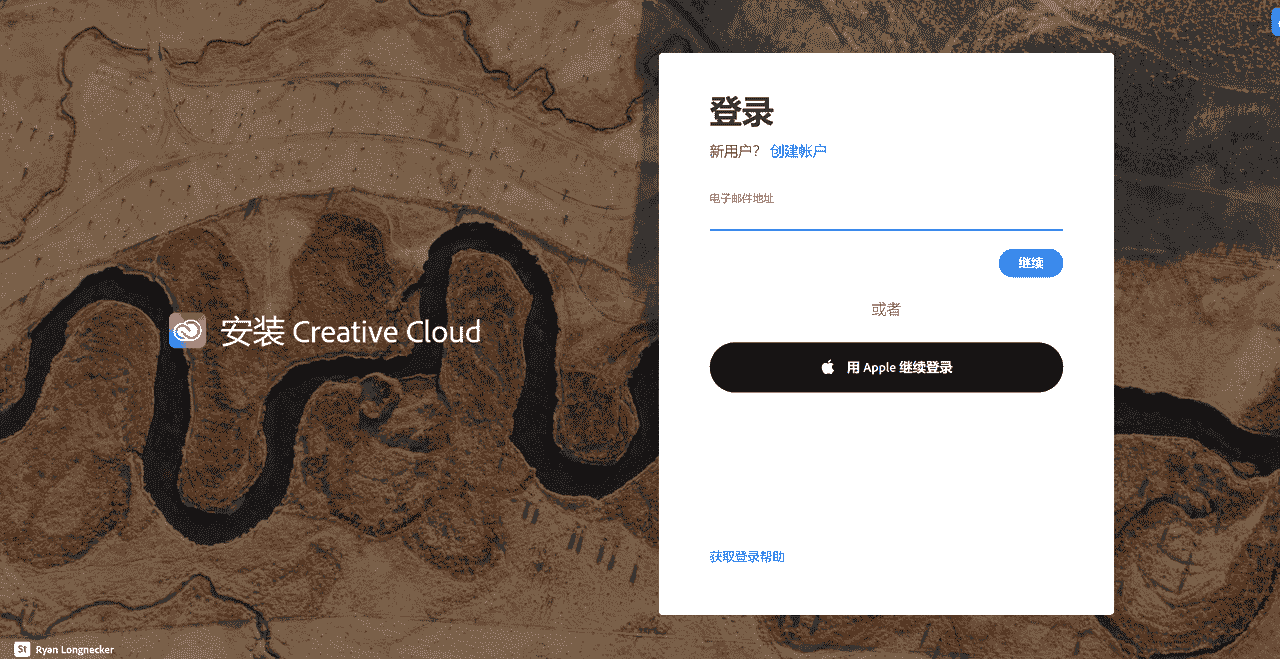 安装 Creative Cloud
登录
新用户? 创建帐户
电子邮件地址
继续
或者
用 Apple 继续登录
获取登录帮助
St Ryan Longnecker